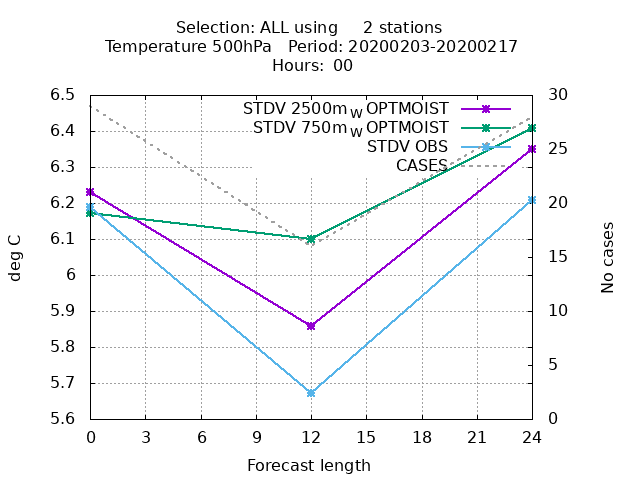 Selection: ALL using 2 stations
Temperature 500hPa Period: 20200203-20200217
Hours: 00
6.5
6.4
6.3
6.2
6.1
6
5.9
5.8
5.7
5.6
deg C
STDV 2500m W OPTMOIST
STDV 750m W OPTMOIST
STDV OBS
CASES
30
25
20
15
10
5
0
No cases
0 3 6 9 12 15 18 21 24
Forecast length